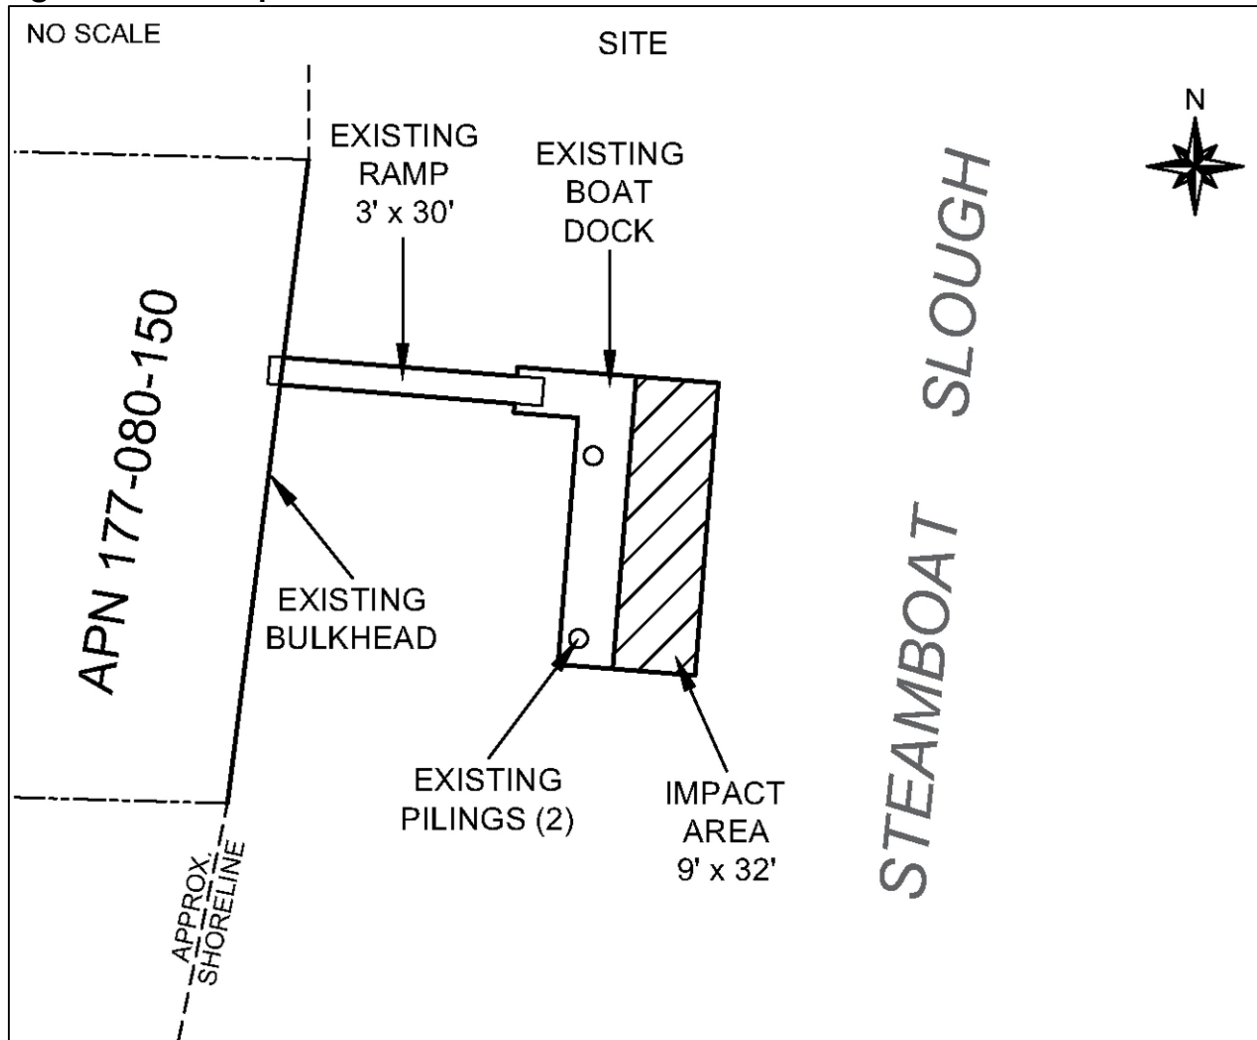 NO SCALE
SITE
N
EXISTING
RAMP
3' x 30'
EXISTING
BOAT
DOCK
STEAMBOAT SLOUGH
APN 177-080-150
EXISTING
BULKHEAD
EXISTING
PILINGS (2)
IMPACT
AREA
9' x 32'
APPROX.
SHORELINE